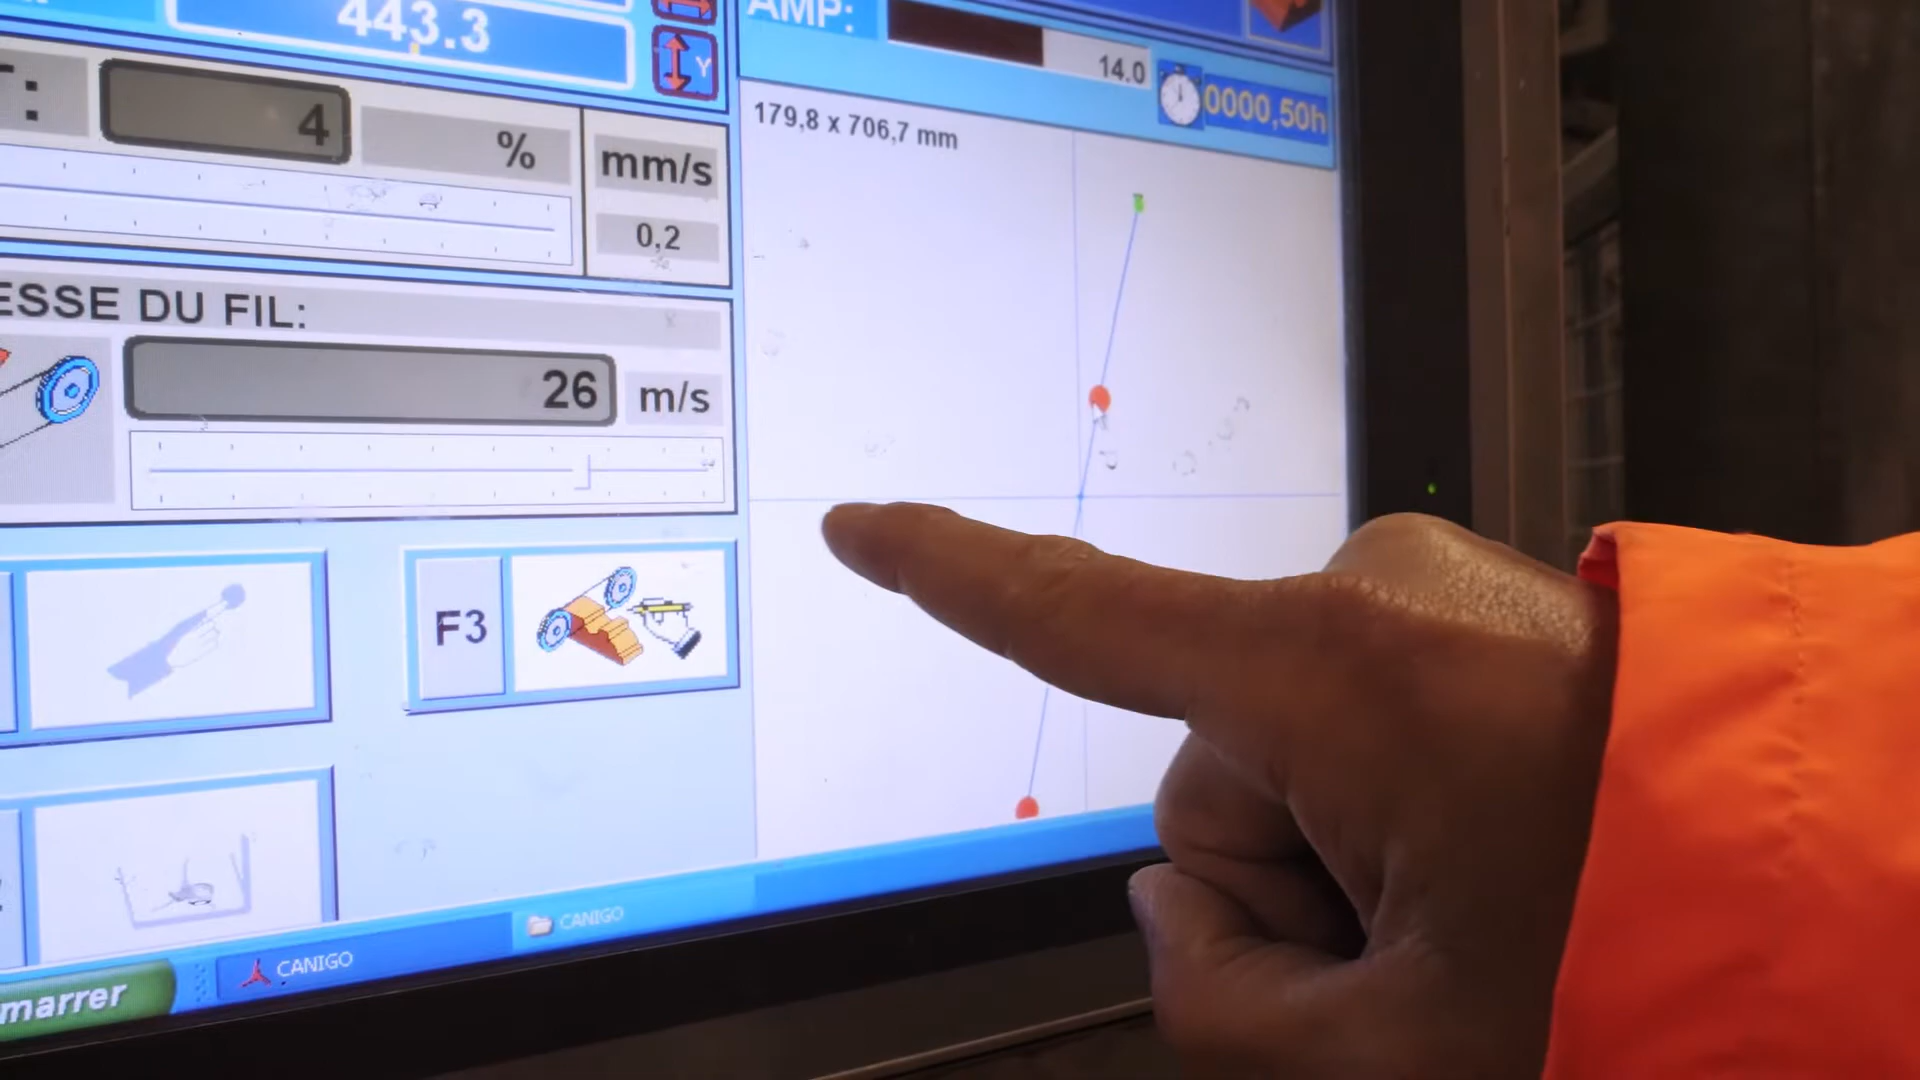 443.3
AMP:
14.0
0000,50h
4
%
mm/s
0,2
179,8 x 706,7 mm
ESSE DU FIL:
26
m/s
F3
CANIGO
CANIGO
marrer